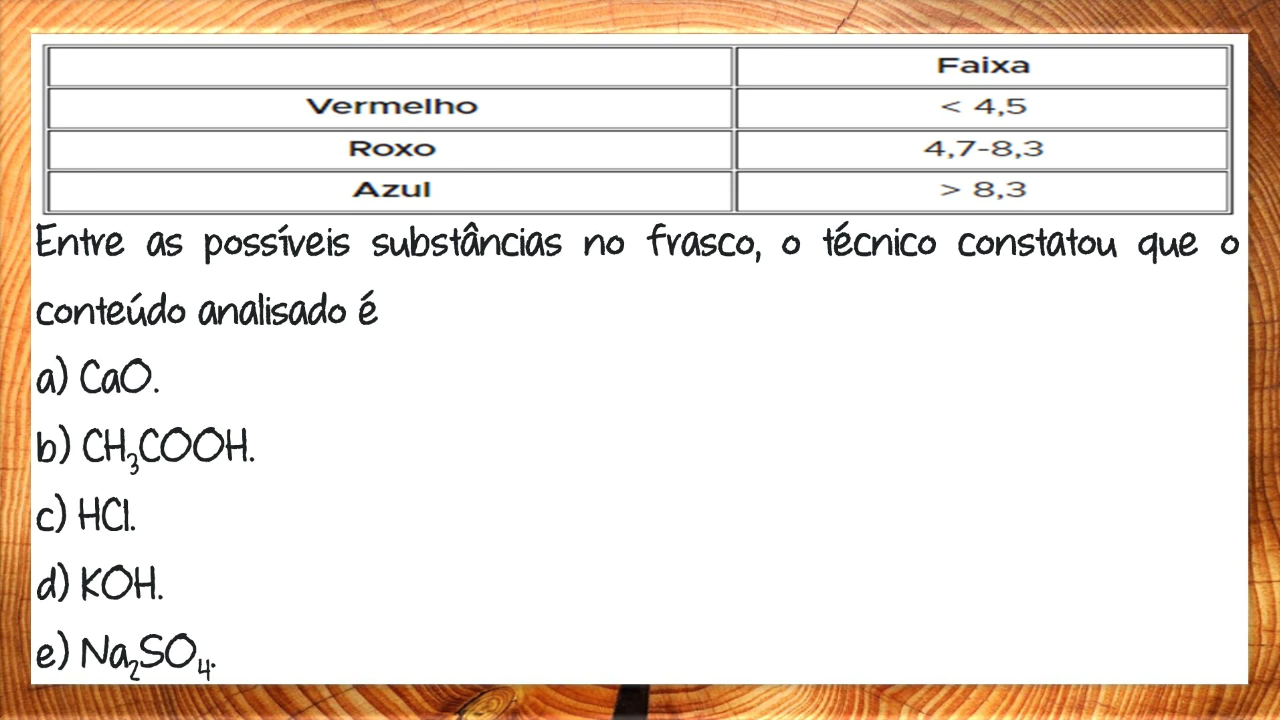 Faixa
Vermelho < 4,5
Roxo 4,7-8,3
Azul > 8,3
Entre as possíveis substâncias no frasco, o técnico constatou que o
conteúdo analisado é
a) CaO.
b) CH₃COOH.
c) HCl.
d) KOH.
e) Na₂SO₄.